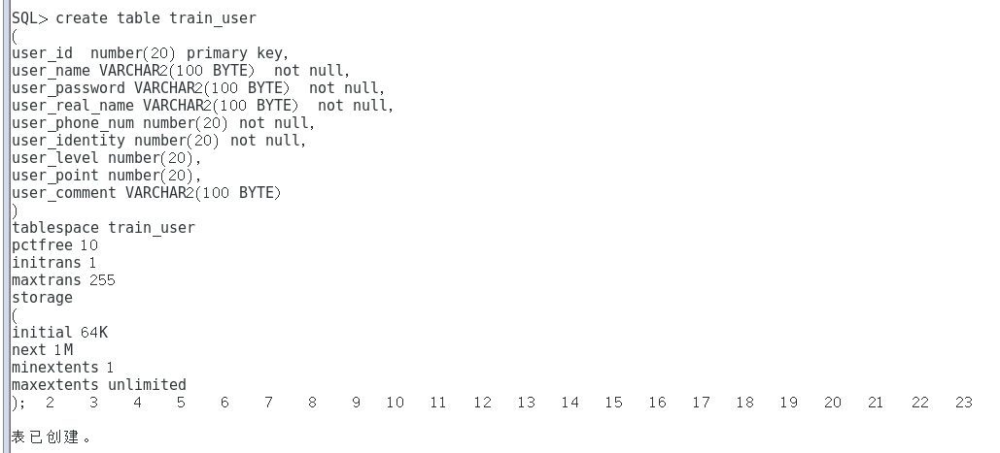 SQL> create table train_user
(
user_id  number(20) primary key,
user_name VARCHAR2(100 BYTE)  not null,
user_password VARCHAR2(100 BYTE)  not null,
user_real_name VARCHAR2(100 BYTE)  not null,
user_phone_num number(20) not null,
user_identity number(20) not null,
user_level number(20),
user_point number(20),
user_comment VARCHAR2(100 BYTE)
)
tablespace train_user
pctfree 10
initrans 1
maxtrans 255
storage
(
initial 64K
next 1M
minextents 1
maxextents unlimited
);  2    3    4    5    6    7    8    9   10   11   12   13   14   15   16   17   18   19   20   21   22   23
表已创建。